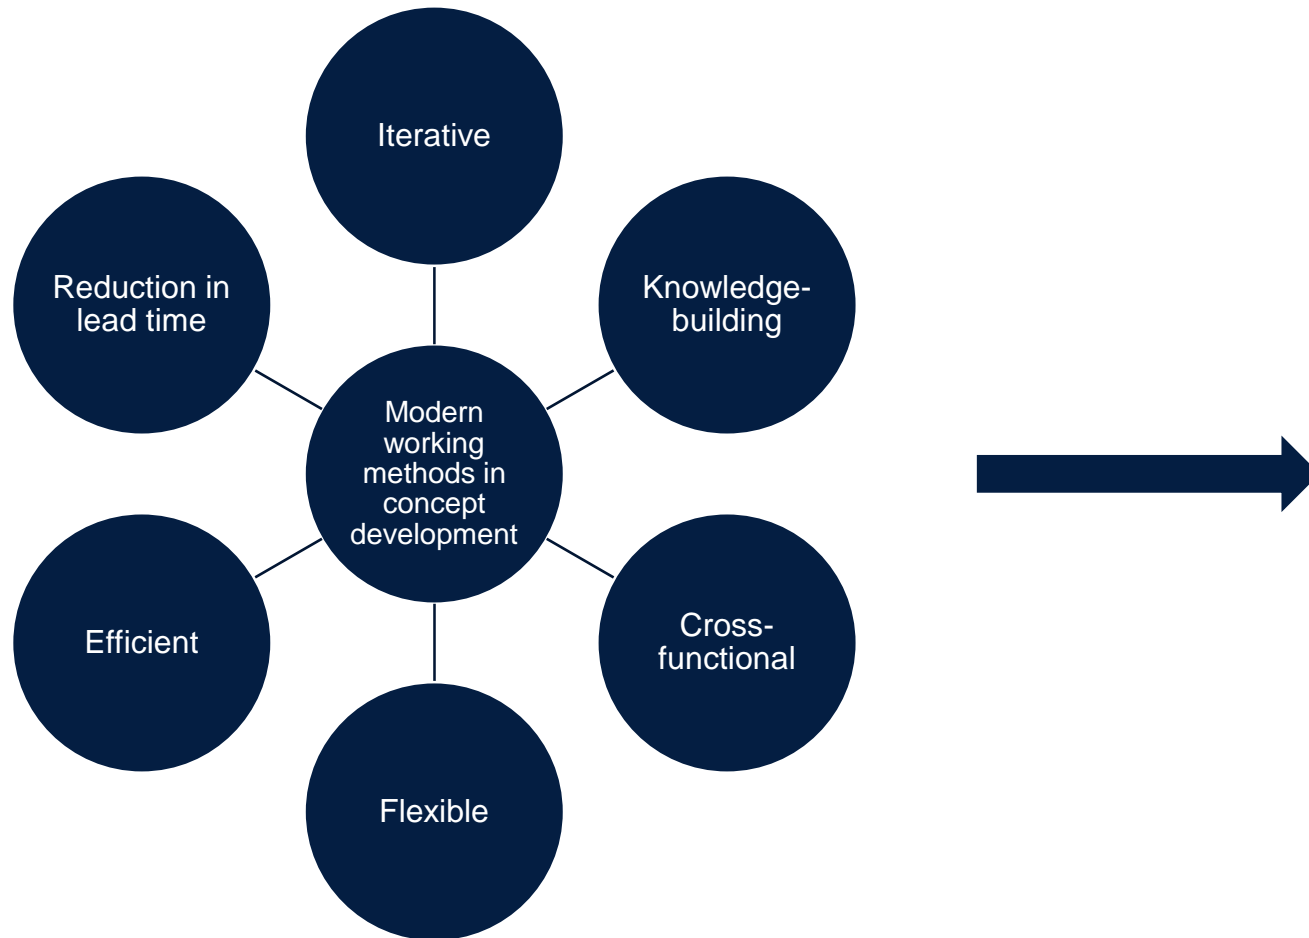 Iterative
Reduction in
lead time
Knowledge-
building
Modern
working
methods in
concept
development
Efficient
Cross-
functional
Flexible